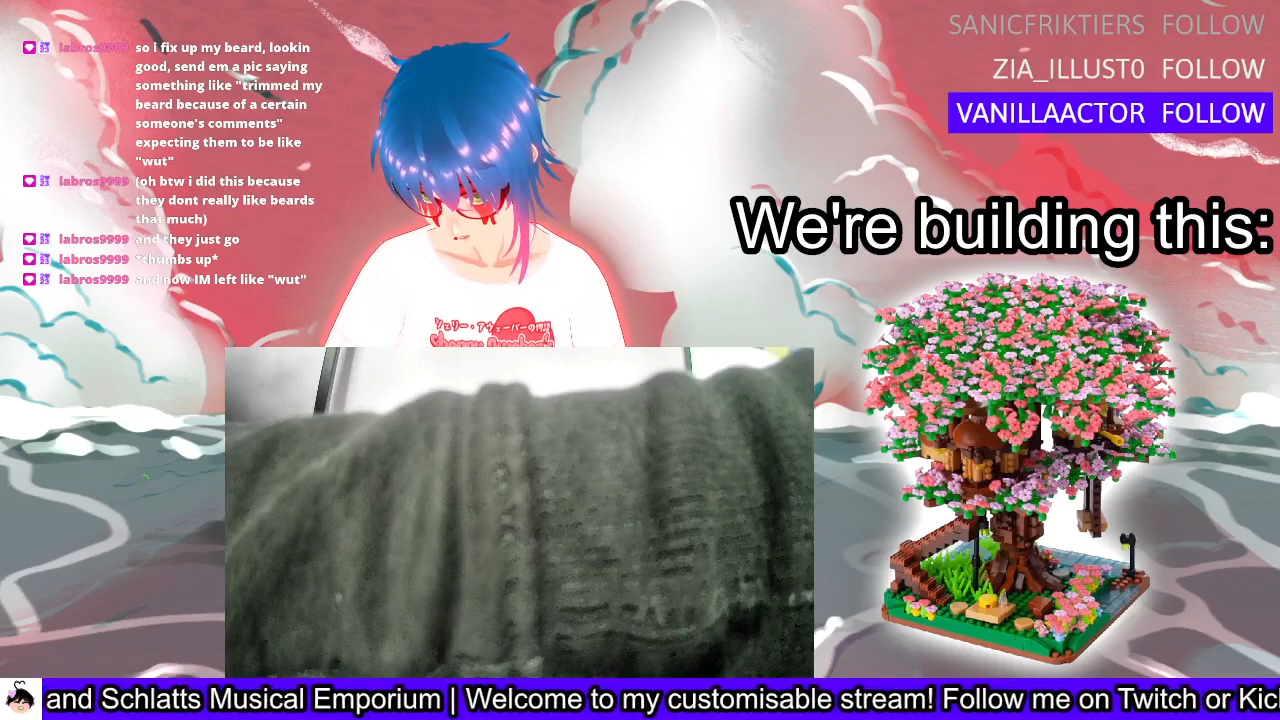 labros9999 so i fix up my beard, lookin
good, send em a pic saying
something like "trimmed my
beard because of a certain
someone's comments"
expecting them to be like
"wut"
labros9999 (oh btw i did this because
they dont really like beards
that much)
labros9999 and they just go
labros9999 *thumbs up*
labros9999 and now IM left like "wut"
SANICFRIKTIERS FOLLOW
ZIA_ILLUST0 FOLLOW
VANILLAACTOR FOLLOW
We're building this:
and Schlatts Musical Emporium | Welcome to my customisable stream! Follow me on Twitch or Kic